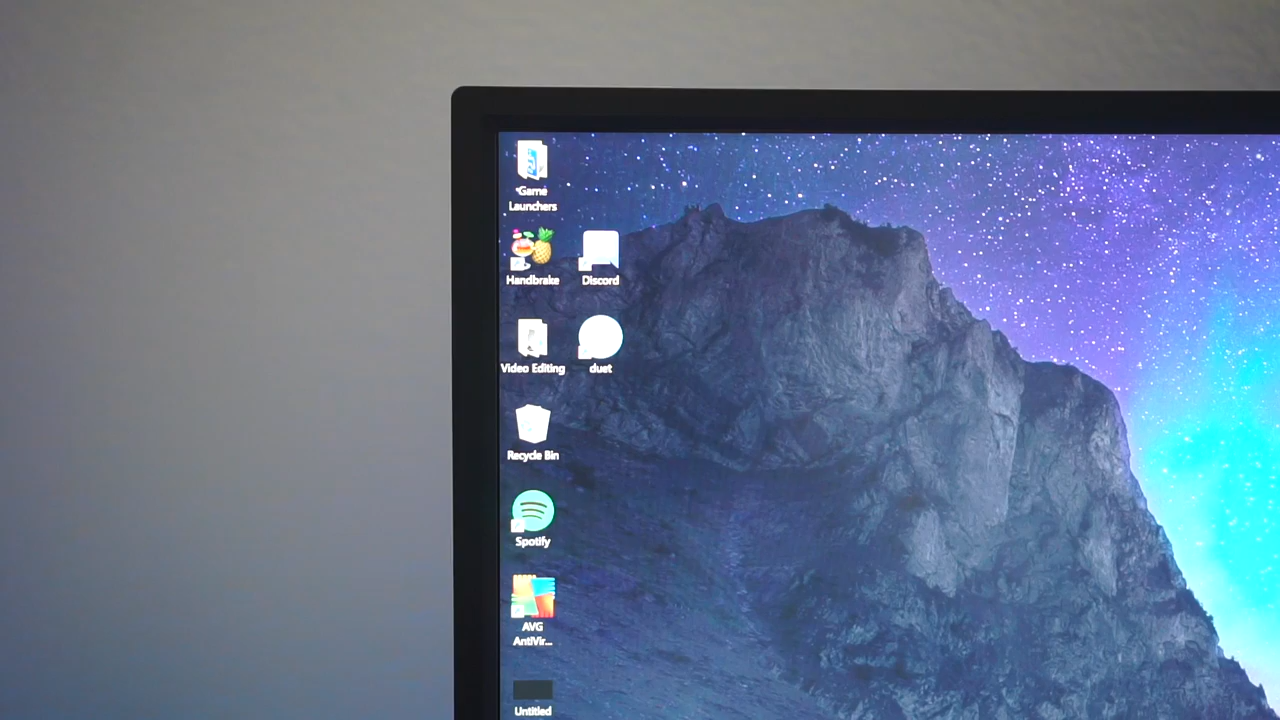 Game
Launchers
Handbrake
Discord
Video Editing
duet
Recycle Bin
Spotify
AVG
AntiVir...
Untitled